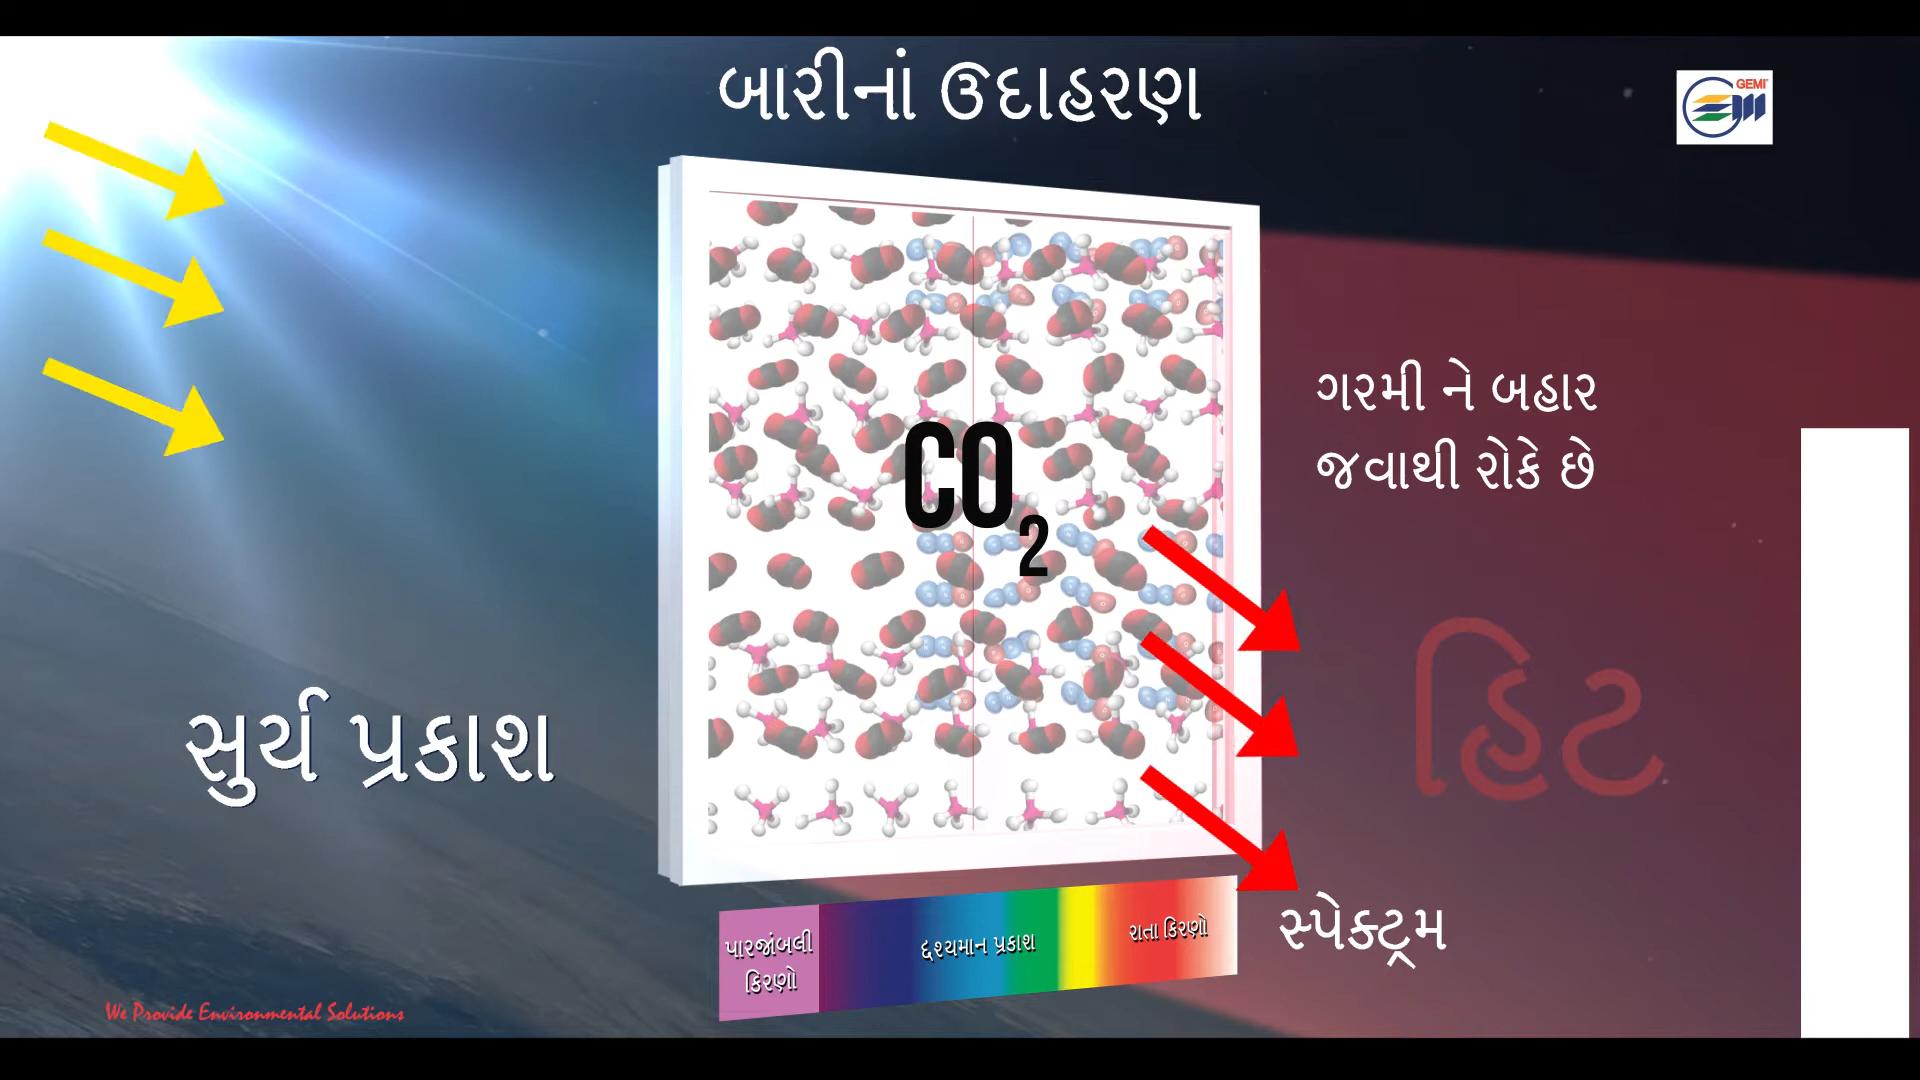 બારીનાં ઉદાહરણ
GEMI
ગરમી ને બહાર
જવાથી રોકે છે
CO₂
હિટ
સુર્ય પ્રકાશ
પારજાંબલી
કિરણો
દૃશ્યમાન પ્રકાશ
રાતા કિરણો
સ્પેક્ટ્રમ
We Provide Environmental Solutions